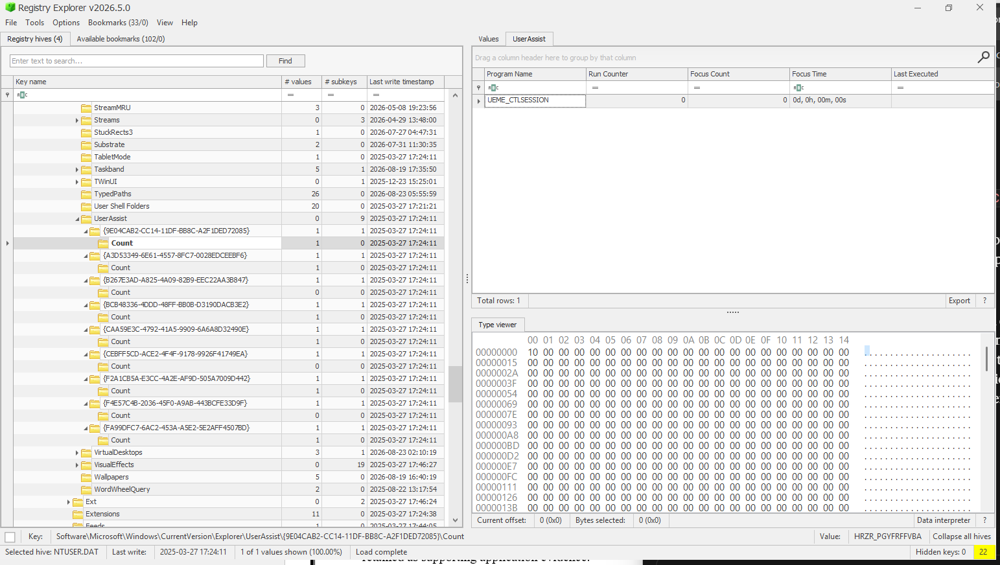 Registry Explorer v2026.5.0
File Tools Options Bookmarks (33/0) View Help
Registry hives (4) Available bookmarks (102/0)
Enter text to search... Find
Key name # values # subkeys Last write timestamp
StreamMRU 3 0 2026-05-08 19:23:56
Streams 0 3 2026-04-29 13:48:00
StuckRects3 1 0 2026-07-27 04:47:31
Substrate 2 0 2026-07-31 11:30:35
TabletMode 1 0 2025-03-27 17:24:11
Taskband 5 1 2026-08-19 17:35:50
TWinUI 0 1 2025-12-23 15:25:01
TypedPaths 26 0 2026-08-23 05:55:59
User Shell Folders 20 0 2025-03-27 17:21:21
UserAssist 0 9 2025-03-27 17:24:11
{9E04CAB2-CC14-11DF-BB8C-A2F1DED72085} 1 1 2025-03-27 17:24:11
Count 1 0 2025-03-27 17:24:11
{A3D53349-6E61-4557-8FC7-0028EDCEEBF6} 1 1 2025-03-27 17:24:11
Count 1 0 2025-03-27 17:24:11
{B267E3AD-A825-4A09-82B9-EEC22AA3B847} 1 1 2025-03-27 17:24:11
Count 0 0 2025-03-27 17:24:11
{BCB48336-4DDD-48FF-BB0B-D3190DACB3E2} 1 1 2025-03-27 17:24:11
Count 1 0 2025-03-27 17:24:11
{CAA59E3C-4792-41A5-9909-6A6A8D32490E} 1 1 2025-03-27 17:24:11
Count 1 0 2025-03-27 17:24:11
{CEBFF5CD-ACE2-4F4F-9178-9926F41749EA} 1 1 2025-03-27 17:24:11
Count 0 0 2025-03-27 17:24:11
{F2A1CB5A-E3CC-4A2E-AF9D-505A7009D442} 1 1 2025-03-27 17:24:11
Count 1 0 2025-03-27 17:24:11
{F4E57C4B-2036-45F0-A9AB-443BCFE33D9F} 1 1 2025-03-27 17:24:11
Count 0 0 2025-03-27 17:24:11
{FA99DFC7-6AC2-453A-A5E2-5E2AFF4507BD} 1 1 2025-03-27 17:24:11
Count 1 0 2025-03-27 17:24:11
VirtualDesktops 3 1 2026-08-23 02:10:19
VisualEffects 0 19 2025-03-27 17:46:27
Wallpapers 5 0 2026-08-19 16:40:19
WordWheelQuery 2 0 2025-08-22 13:17:54
Ext 0 2 2025-03-27 17:46:24
Extensions 11 0 2025-03-27 17:24:38
Feeds 1 0 2025-03-27 17:44:05
Values UserAssist
Drag a column header here to group by that column
Program Name Run Counter Focus Count Focus Time Last Executed
UEME_CTLSESSION 0 0 0d, 0h, 00m, 00s
Total rows: 1 Export ?
Type viewer
00 01 02 03 04 05 06 07 08 09 0A 0B 0C 0D 0E 0F 10 11 12 13 14
00000000 10 00 00 00 00 00 00 00 00 00 00 00 00 00 00 00 00 00 00 00 00 .....................
00000015 00 00 00 00 00 00 00 00 00 00 00 00 00 00 00 00 00 00 00 00 00 .....................
0000002A 00 00 00 00 00 00 00 00 00 00 00 00 00 00 00 00 00 00 00 00 00 .....................
0000003F 00 00 00 00 00 00 00 00 00 00 00 00 00 00 00 00 00 00 00 00 00 .....................
00000054 00 00 00 00 00 00 00 00 00 00 00 00 00 00 00 00 00 00 00 00 00 .....................
00000069 00 00 00 00 00 00 00 00 00 00 00 00 00 00 00 00 00 00 00 00 00 .....................
0000007E 00 00 00 00 00 00 00 00 00 00 00 00 00 00 00 00 00 00 00 00 00 .....................
00000093 00 00 00 00 00 00 00 00 00 00 00 00 00 00 00 00 00 00 00 00 00 .....................
000000A8 00 00 00 00 00 00 00 00 00 00 00 00 00 00 00 00 00 00 00 00 00 .....................
000000BD 00 00 00 00 00 00 00 00 00 00 00 00 00 00 00 00 00 00 00 00 00 .....................
000000D2 00 00 00 00 00 00 00 00 00 00 00 00 00 00 00 00 00 00 00 00 00 .....................
000000E7 00 00 00 00 00 00 00 00 00 00 00 00 00 00 00 00 00 00 00 00 00 .....................
000000FC 00 00 00 00 00 00 00 00 00 00 00 00 00 00 00 00 00 00 00 00 00 .....................
00000111 00 00 00 00 00 00 00 00 00 00 00 00 00 00 00 00 00 00 00 00 00 .....................
00000126 00 00 00 00 00 00 00 00 00 00 00 00 00 00 00 00 00 00 00 00 00 .....................
0000013B 00 00 00 00 00 00 00 00 00 00 00 00 00 00 00 00 00 00 00 00 00 .....................
Current offset: 0 (0x0) Bytes selected: 0 (0x0) Data interpreter ?
Key: Software\Microsoft\Windows\CurrentVersion\Explorer\UserAssist\{9E04CAB2-CC14-11DF-BB8C-A2F1DED72085}\Count Value: HRZR_PGYFRFFVBA Collapse all hives
Selected hive: NTUSER.DAT Last write: 2025-03-27 17:24:11 1 of 1 values shown (100.00%) Load complete Hidden keys: 0 22
retained as supporting application evidence.